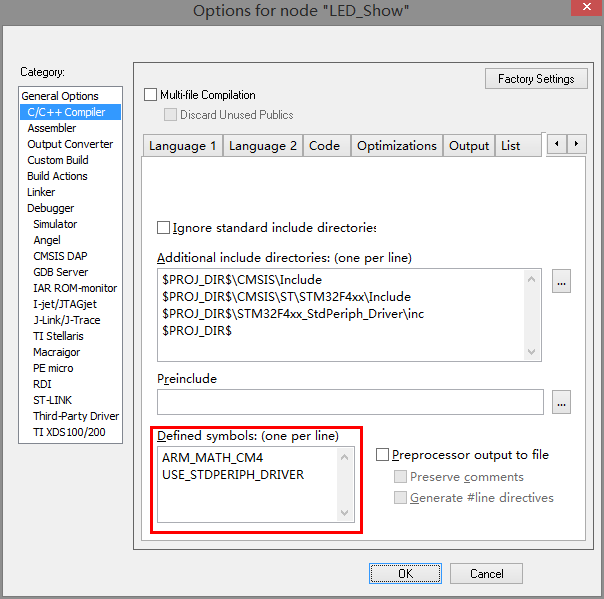 Options for node "LED_Show"
Category:
General Options
C/C++ Compiler
Assembler
Output Converter
Custom Build
Build Actions
Linker
Debugger
Simulator
Angel
CMSIS DAP
GDB Server
IAR ROM-monitor
I-jet/JTAGjet
J-Link/J-Trace
TI Stellaris
Macraigor
PE micro
RDI
ST-LINK
Third-Party Driver
TI XDS100/200
Factory Settings
Multi-file Compilation
Discard Unused Publics
Language 1 Language 2 Code Optimizations Output List
Ignore standard include directories
Additional include directories: (one per line)
$PROJ_DIR$\CMSIS\Include
$PROJ_DIR$\CMSIS\ST\STM32F4xx\Include
$PROJ_DIR$\STM32F4xx_StdPeriph_Driver\inc
$PROJ_DIR$
...
Preinclude
...
Defined symbols: (one per line)
ARM_MATH_CM4
USE_STDPERIPH_DRIVER
Preprocessor output to file
Preserve comments
Generate #line directives
OK Cancel